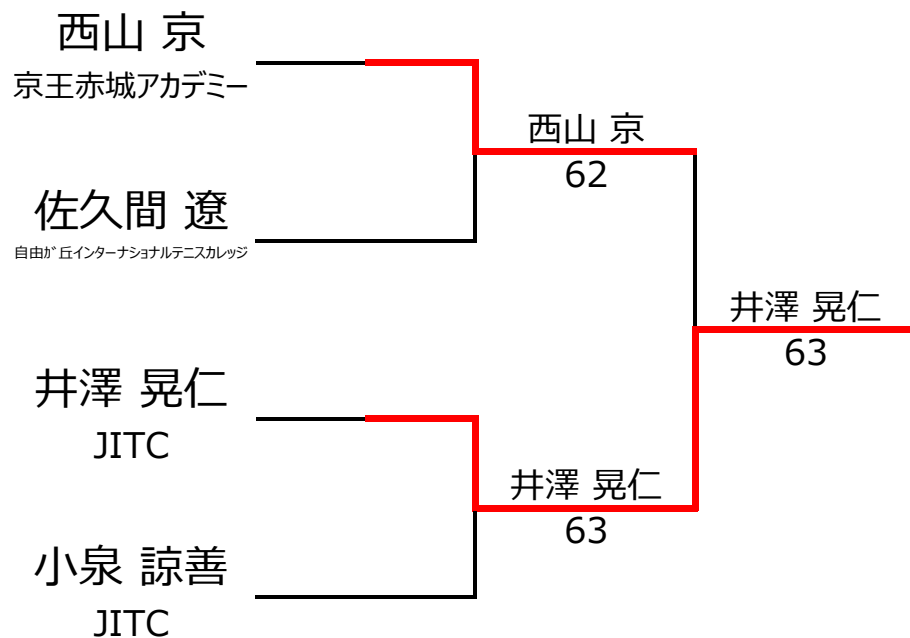 西山 京
京王赤城アカデミー
西山 京
62
佐久間 遼
自由が丘インターナショナルテニスカレッジ
井澤 晃仁
63
井澤 晃仁
JITC
井澤 晃仁
63
小泉 諒善
JITC